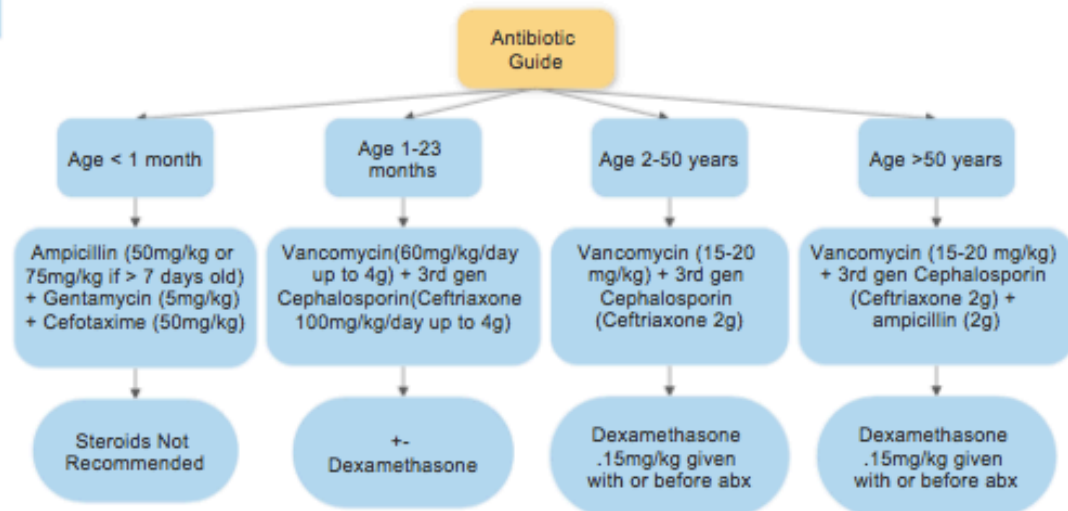 Antibiotic
Guide
Age < 1 month
Age 1-23
months
Age 2-50 years
Age >50 years
Ampicillin (50mg/kg or
75mg/kg if > 7 days old)
+ Gentamycin (5mg/kg)
+ Cefotaxime (50mg/kg)
Vancomycin(60mg/kg/day
up to 4g) + 3rd gen
Cephalosporin(Ceftriaxone
100mg/kg/day up to 4g)
Vancomycin (15-20
mg/kg) + 3rd gen
Cephalosporin
(Ceftriaxone 2g)
Vancomycin (15-20 mg/kg)
+ 3rd gen Cephalosporin
(Ceftriaxone 2g) +
ampicillin (2g)
Steroids Not
Recommended
+-
Dexamethasone
Dexamethasone
.15mg/kg given
with or before abx
Dexamethasone
.15mg/kg given
with or before abx